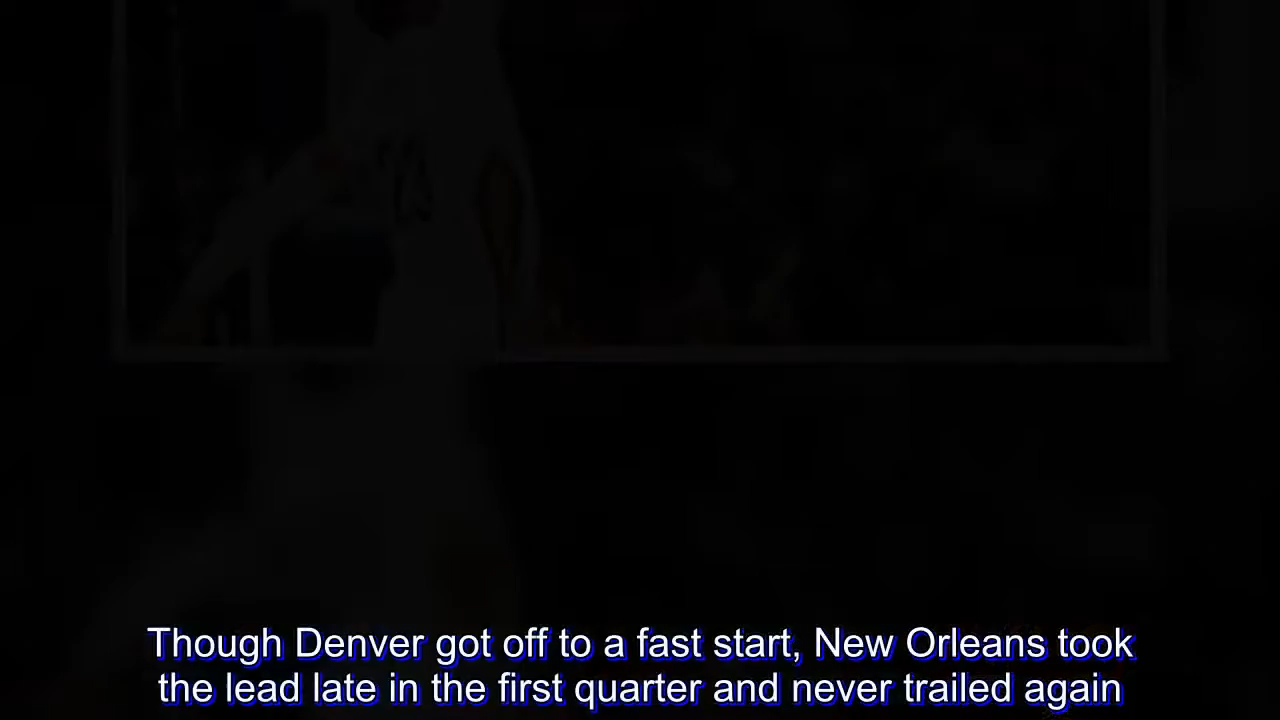 Though Denver got off to a fast start, New Orleans took
the lead late in the first quarter and never trailed again